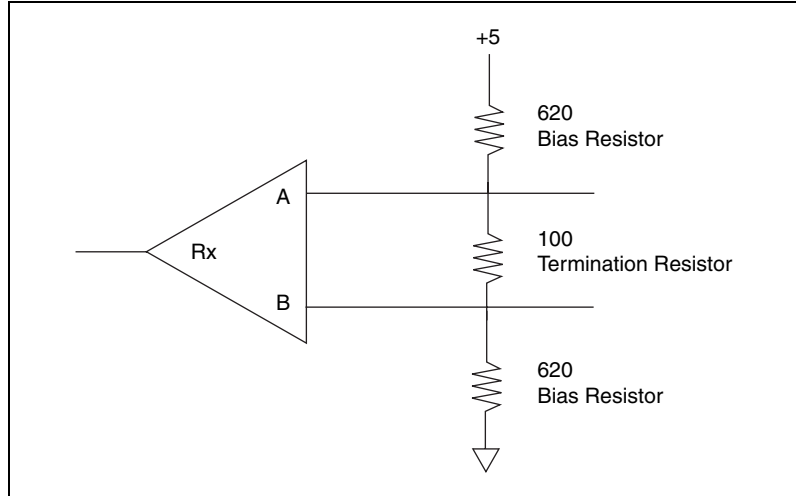 +5
620
Bias Resistor
A
100
Termination Resistor
Rx
B
620
Bias Resistor